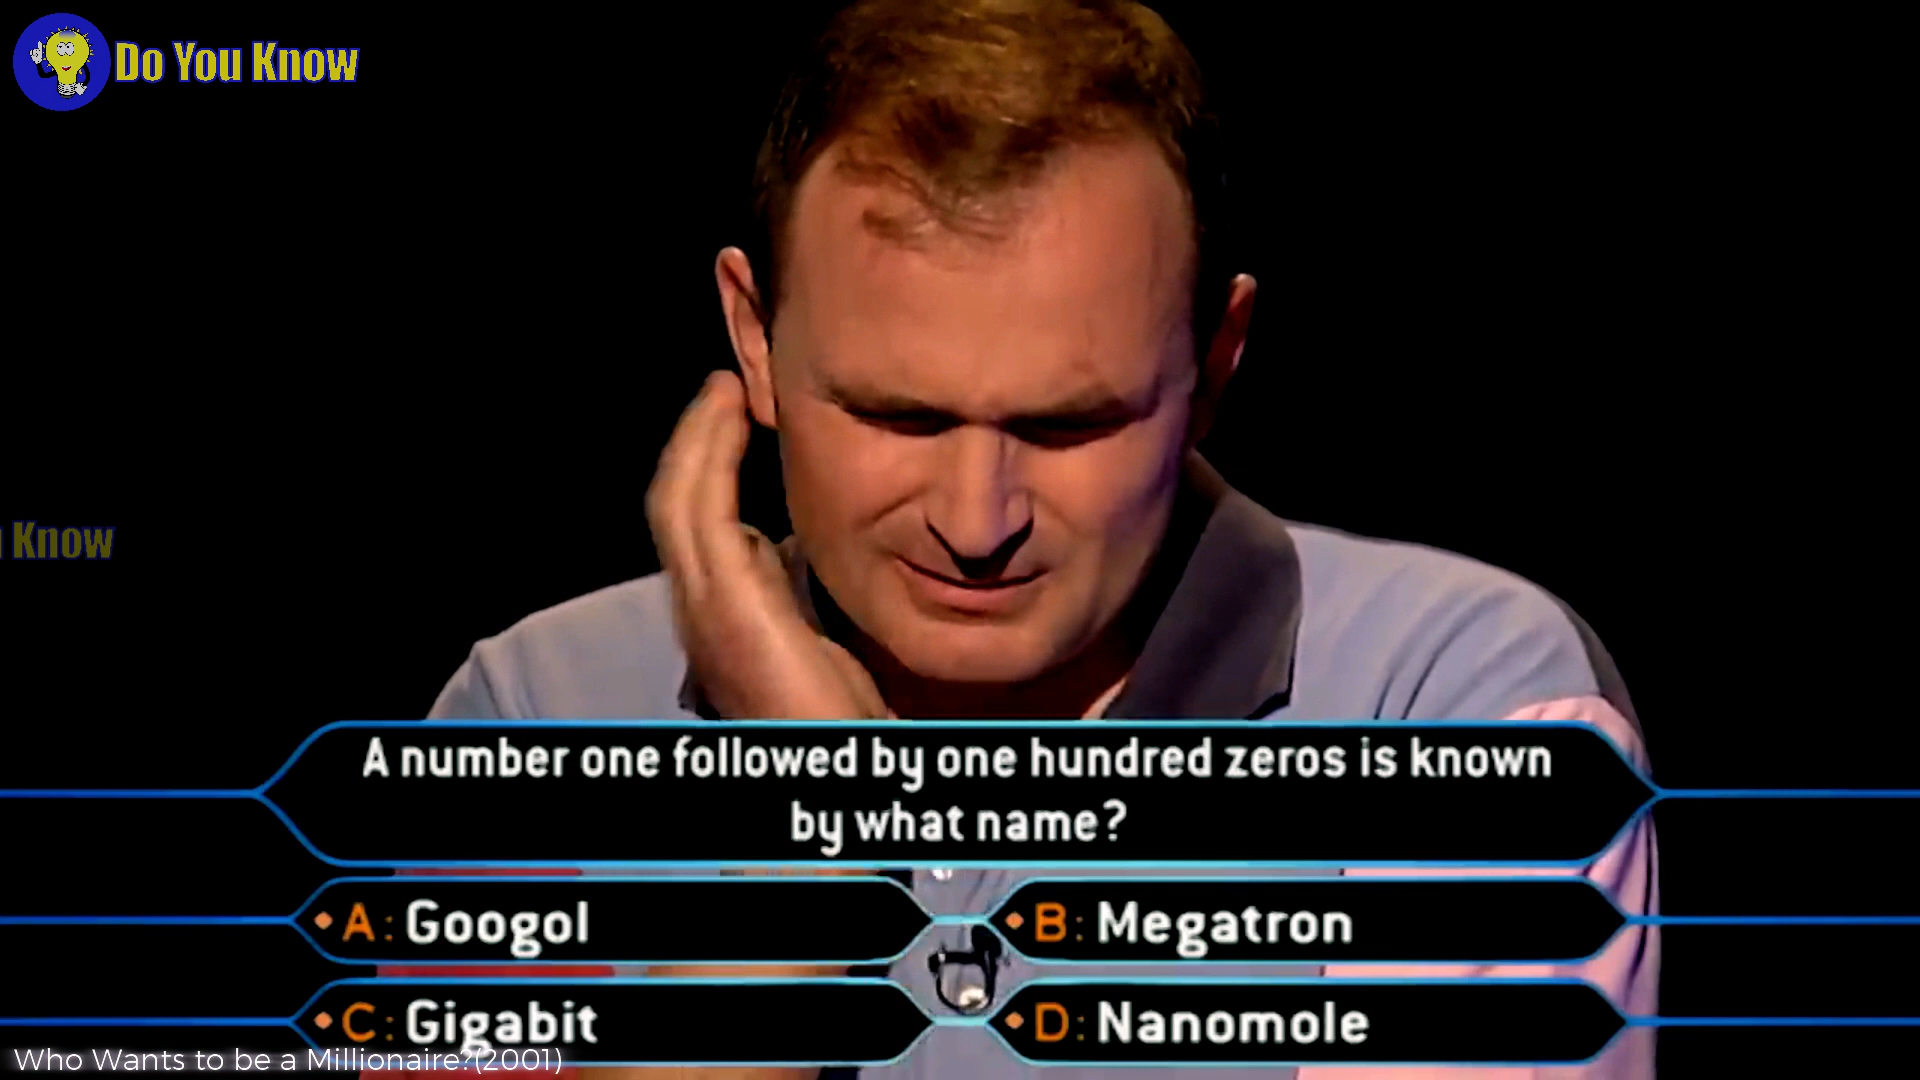 Do You Know
Know
A number one followed by one hundred zeros is known
by what name?
A: Googol
B: Megatron
C: Gigabit
D: Nanomole
Who Wants to be a Millionaire?(2001)